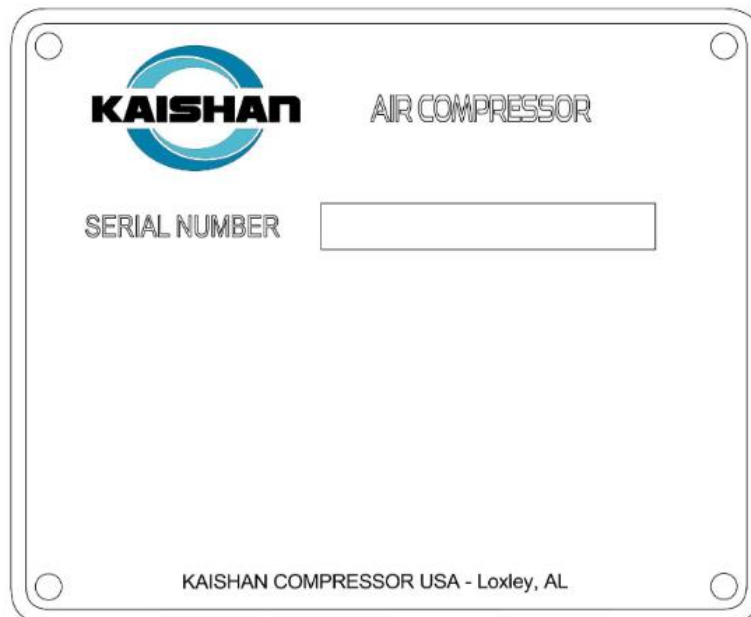 KAISHAN
AIR COMPRESSOR
SERIAL NUMBER
KAISHAN COMPRESSOR USA - Loxley, AL